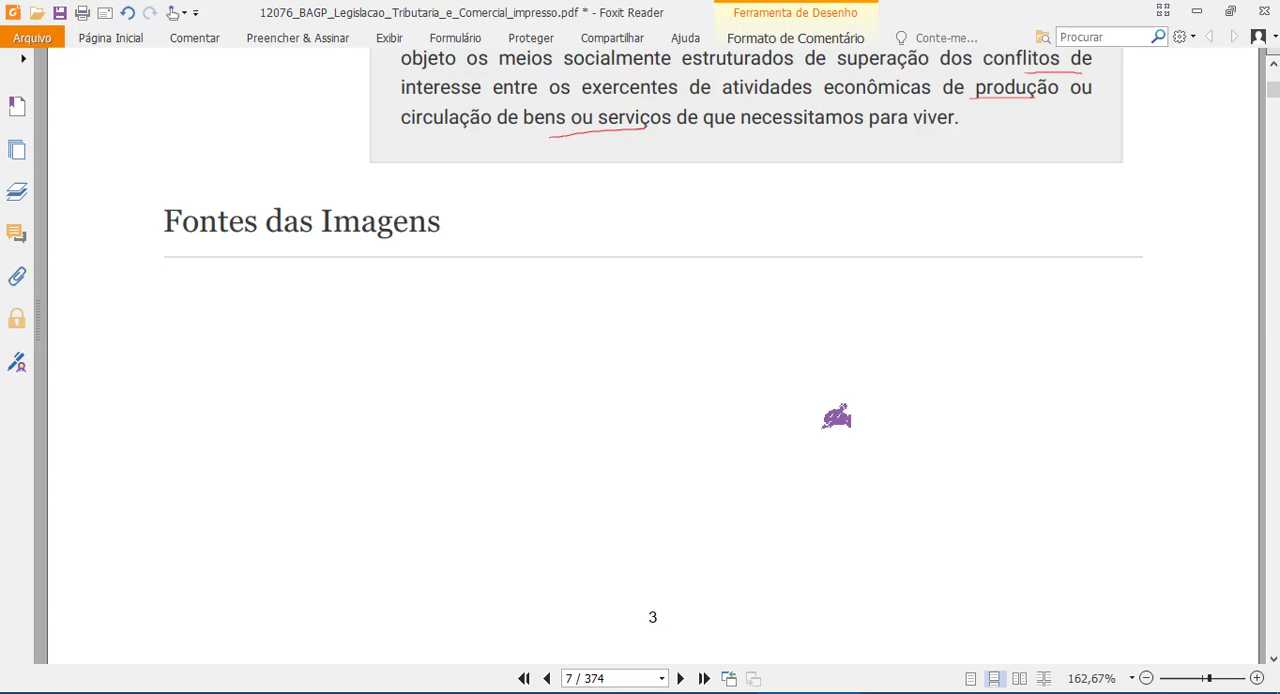 12076_BAGP_Legislacao_Tributaria_e_Comercial_impresso.pdf * - Foxit Reader
Ferramenta de Desenho
Arquivo Página Inicial Comentar Preencher & Assinar Exibir Formulário Proteger Compartilhar Ajuda Formato de Comentário Conte-me... Procurar
objeto os meios socialmente estruturados de superação dos conflitos de
interesse entre os exercentes de atividades econômicas de produção ou
circulação de bens ou serviços de que necessitamos para viver.
Fontes das Imagens
3
7 / 374
162,67%